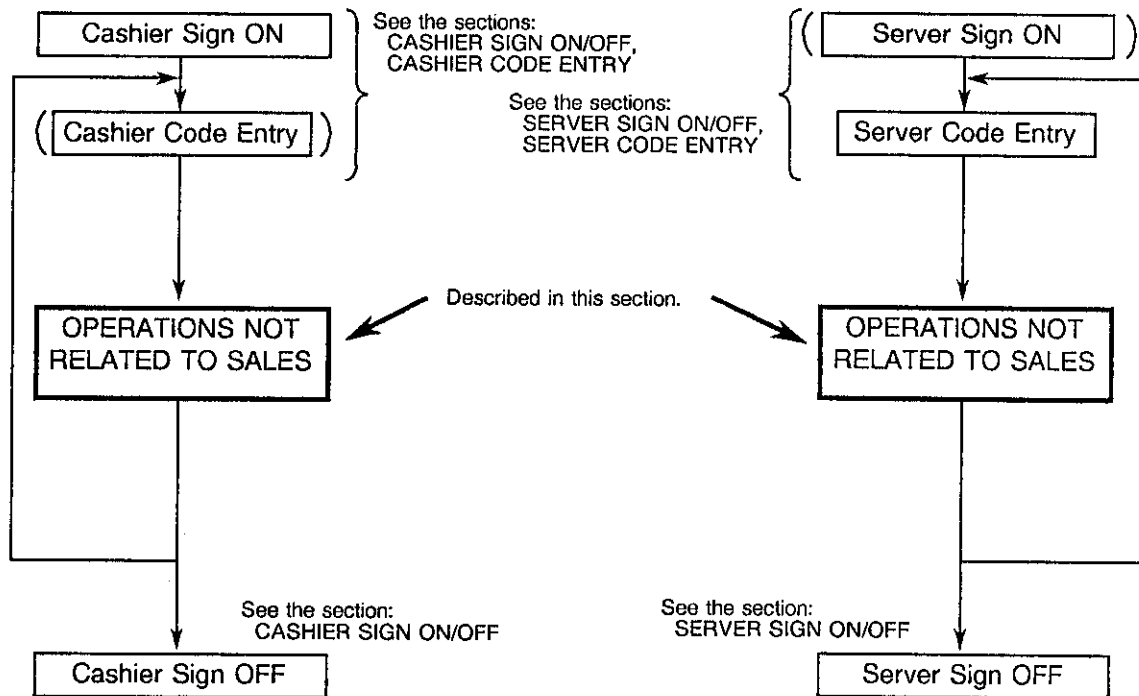 Cashier Sign ON
See the sections:
CASHIER SIGN ON/OFF,
CASHIER CODE ENTRY
( Server Sign ON )
(Cashier Code Entry)
See the sections:
SERVER SIGN ON/OFF,
SERVER CODE ENTRY
Server Code Entry
OPERATIONS NOT
RELATED TO SALES
Described in this section.
OPERATIONS NOT
RELATED TO SALES
See the section:
CASHIER SIGN ON/OFF
See the section:
SERVER SIGN ON/OFF
Cashier Sign OFF
Server Sign OFF